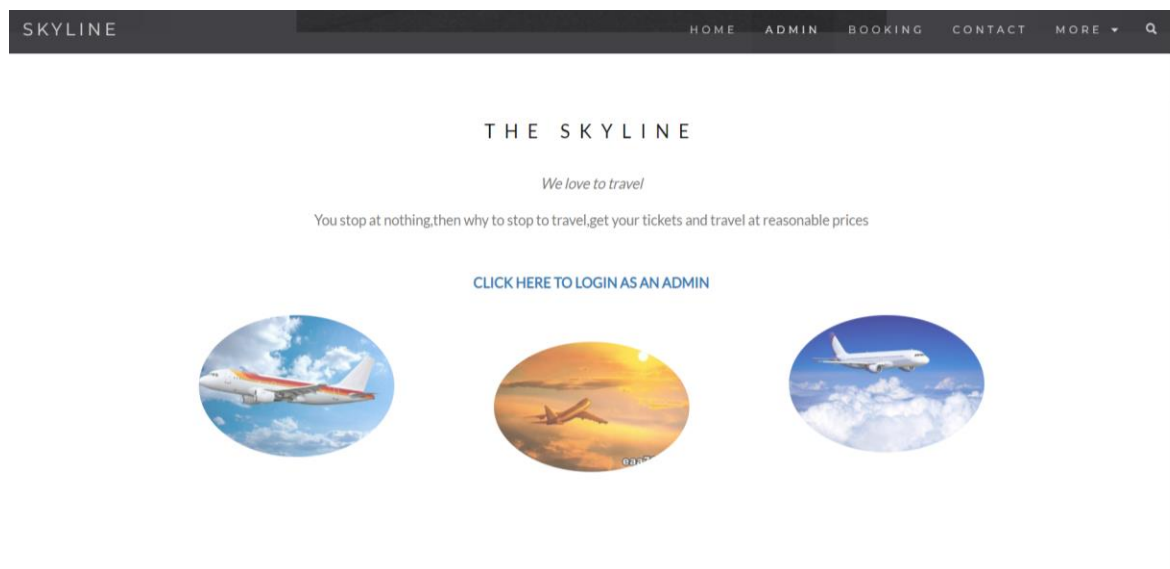 SKYLINE HOME ADMIN BOOKING CONTACT MORE
THE SKYLINE
We love to travel
You stop at nothing,then why to stop to travel,get your tickets and travel at reasonable prices
CLICK HERE TO LOGIN AS AN ADMIN